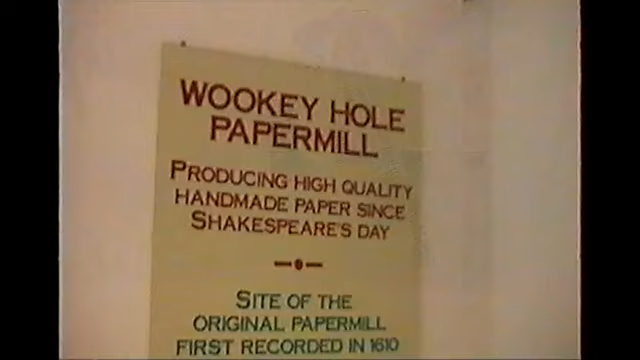 WOOKEY HOLE
PAPERMILL
PRODUCING HIGH QUALITY
HANDMADE PAPER SINCE
SHAKESPEARE'S DAY
SITE OF THE
ORIGINAL PAPERMILL
FIRST RECORDED IN 1610